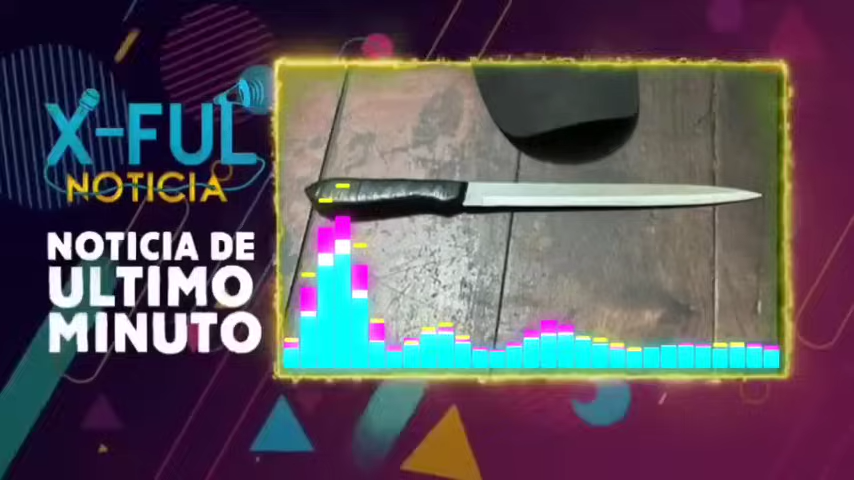 X-FUL
NOTICIA
NOTICIA DE
ULTIMO
MINUTO